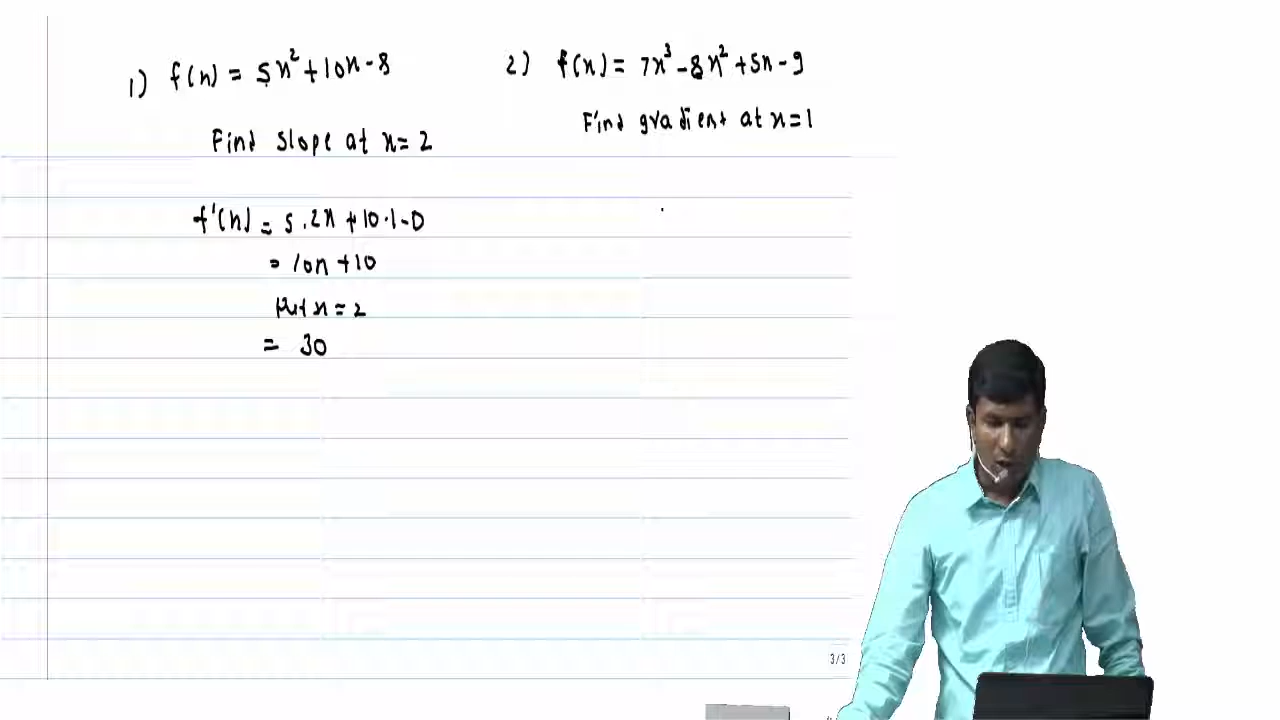 1) f(x) = 5x² + 10x - 8
Find slope at x = 2
f'(x) = 5.2x + 10.1 - 0
= 10x + 10
Put x = 2
= 30
2) f(x) = 7x³ - 8x² + 5x - 9
Find gradient at x = 1
3/3